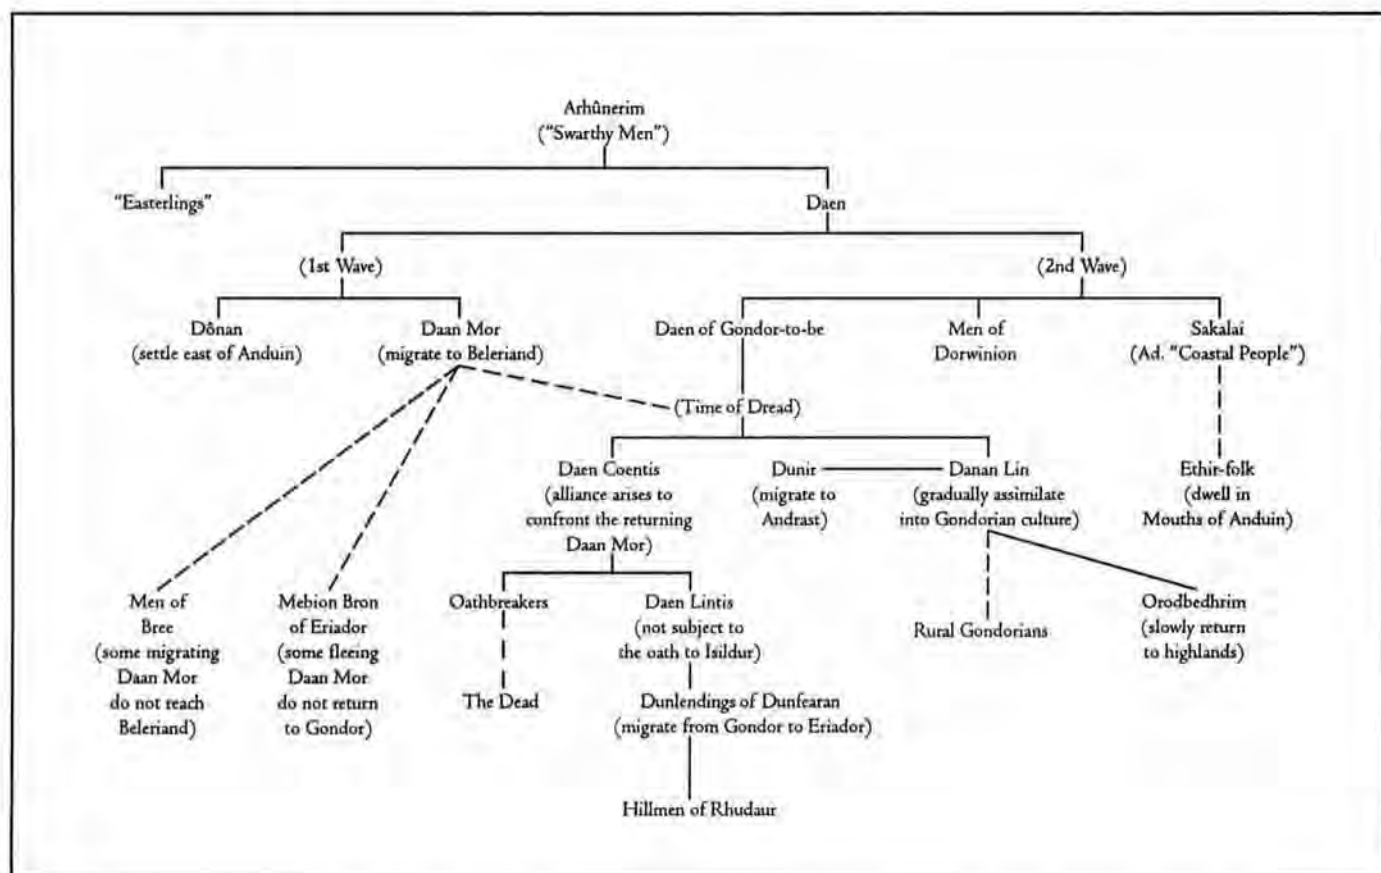 Arhûnerim
("Swarthy Men")
"Easterlings"
Daen
(1st Wave)
(2nd Wave)
Dônan
(settle east of Anduin)
Daan Mor
(migrate to Beleriand)
Daen of Gondor-to-be
Men of
Dorwinion
Sakalai
(Ad. "Coastal People")
(Time of Dread)
Daen Coentis
(alliance arises to
confront the returning
Daan Mor)
Dunir
(migrate to
Andrast)
Danan Lin
(gradually assimilate
into Gondorian culture)
Ethir-folk
(dwell in
Mouths of Anduin)
Men of
Bree
(some migrating
Daan Mor
do not reach
Beleriand)
Mebion Bron
of Eriador
(some fleeing
Daan Mor
do not return
to Gondor)
Oathbreakers
Daen Lintis
(not subject to
the oath to Isildur)
Rural Gondorians
Orodbedhrim
(slowly return
to highlands)
The Dead
Dunlendings of Dunfearan
(migrate from Gondor to Eriador)
Hillmen of Rhudaur